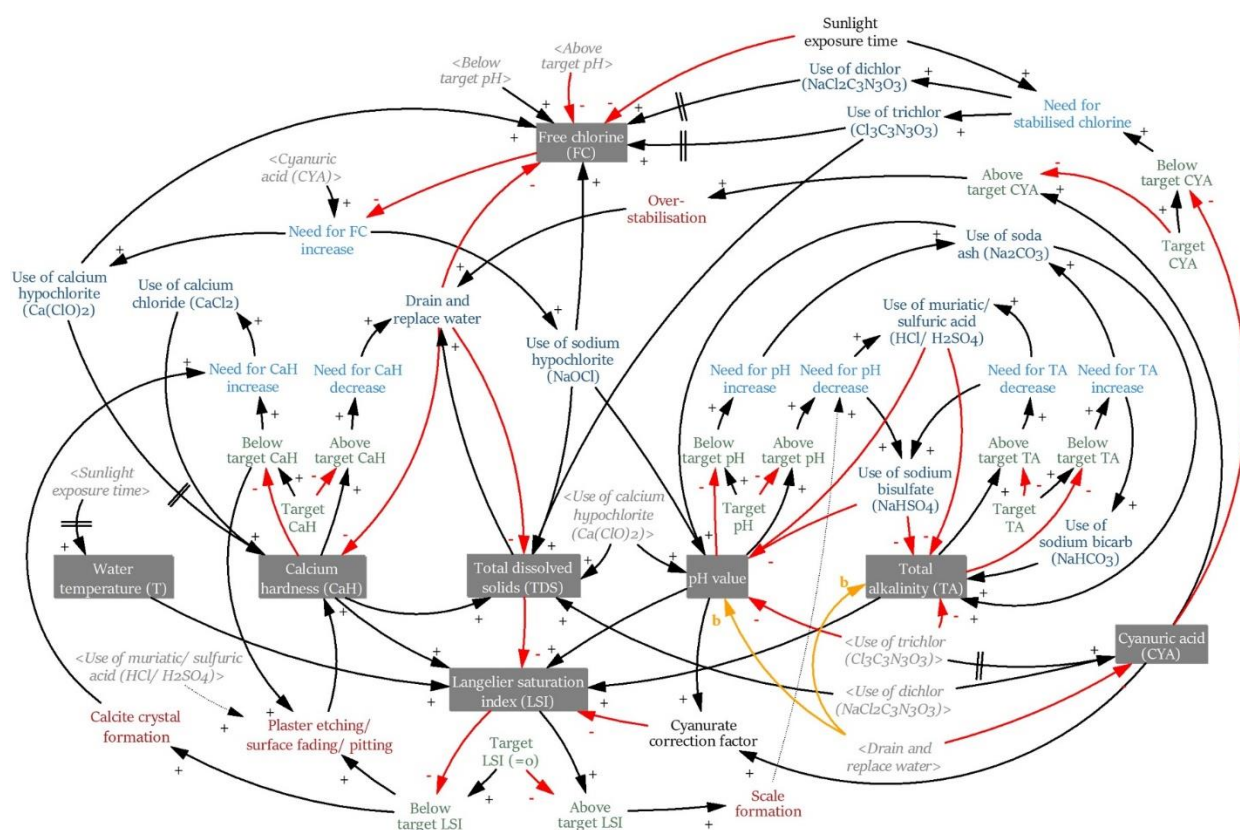 Sunlight
exposure time
<Above
target pH>
<Below
target pH>
Use of dichlor
(NaCl2C3N3O3)
Need for
stabilised chlorine
Use of trichlor
(Cl3C3N3O3)
Free chlorine
(FC)
<Cyanuric
acid (CYA)>
Below
target CYA
Above
target CYA
Over-
stabilisation
Need for FC
increase
Use of soda
ash (Na2CO3)
Target
CYA
Use of calcium
hypochlorite
(Ca(ClO)2)
Use of calcium
chloride (CaCl2)
Drain and
replace water
Use of muriatic/
sulfuric acid
(HCl/ H2SO4)
Use of sodium
hypochlorite
(NaOCl)
Need for CaH
increase
Need for CaH
decrease
Need for pH
increase
Need for pH
decrease
Need for TA
decrease
Need for TA
increase
Below
target CaH
Above
target CaH
Below
target pH
Above
target pH
Above
target TA
Below
target TA
<Sunlight
exposure time>
Target
CaH
<Use of calcium
hypochlorite
(Ca(ClO)2)>
Target
pH
Use of sodium
bisulfate
(NaHSO4)
Target
TA
Use of
sodium bicarb
(NaHCO3)
Water
temperature (T)
Calcium
hardness (CaH)
Total dissolved
solids (TDS)
pH value
Total
alkalinity (TA)
b
b
<Use of trichlor
(Cl3C3N3O3)>
Cyanuric acid
(CYA)
<Use of muriatic/ sulfuric
acid (HCl/ H2SO4)>
Langelier saturation
index (LSI)
<Use of dichlor
(NaCl2C3N3O3)>
Calcite crystal
formation
Plaster etching/
surface fading/ pitting
Cyanurate
correction factor
<Drain and
replace water>
Target
LSI (=0)
Below
target LSI
Above
target LSI
Scale
formation